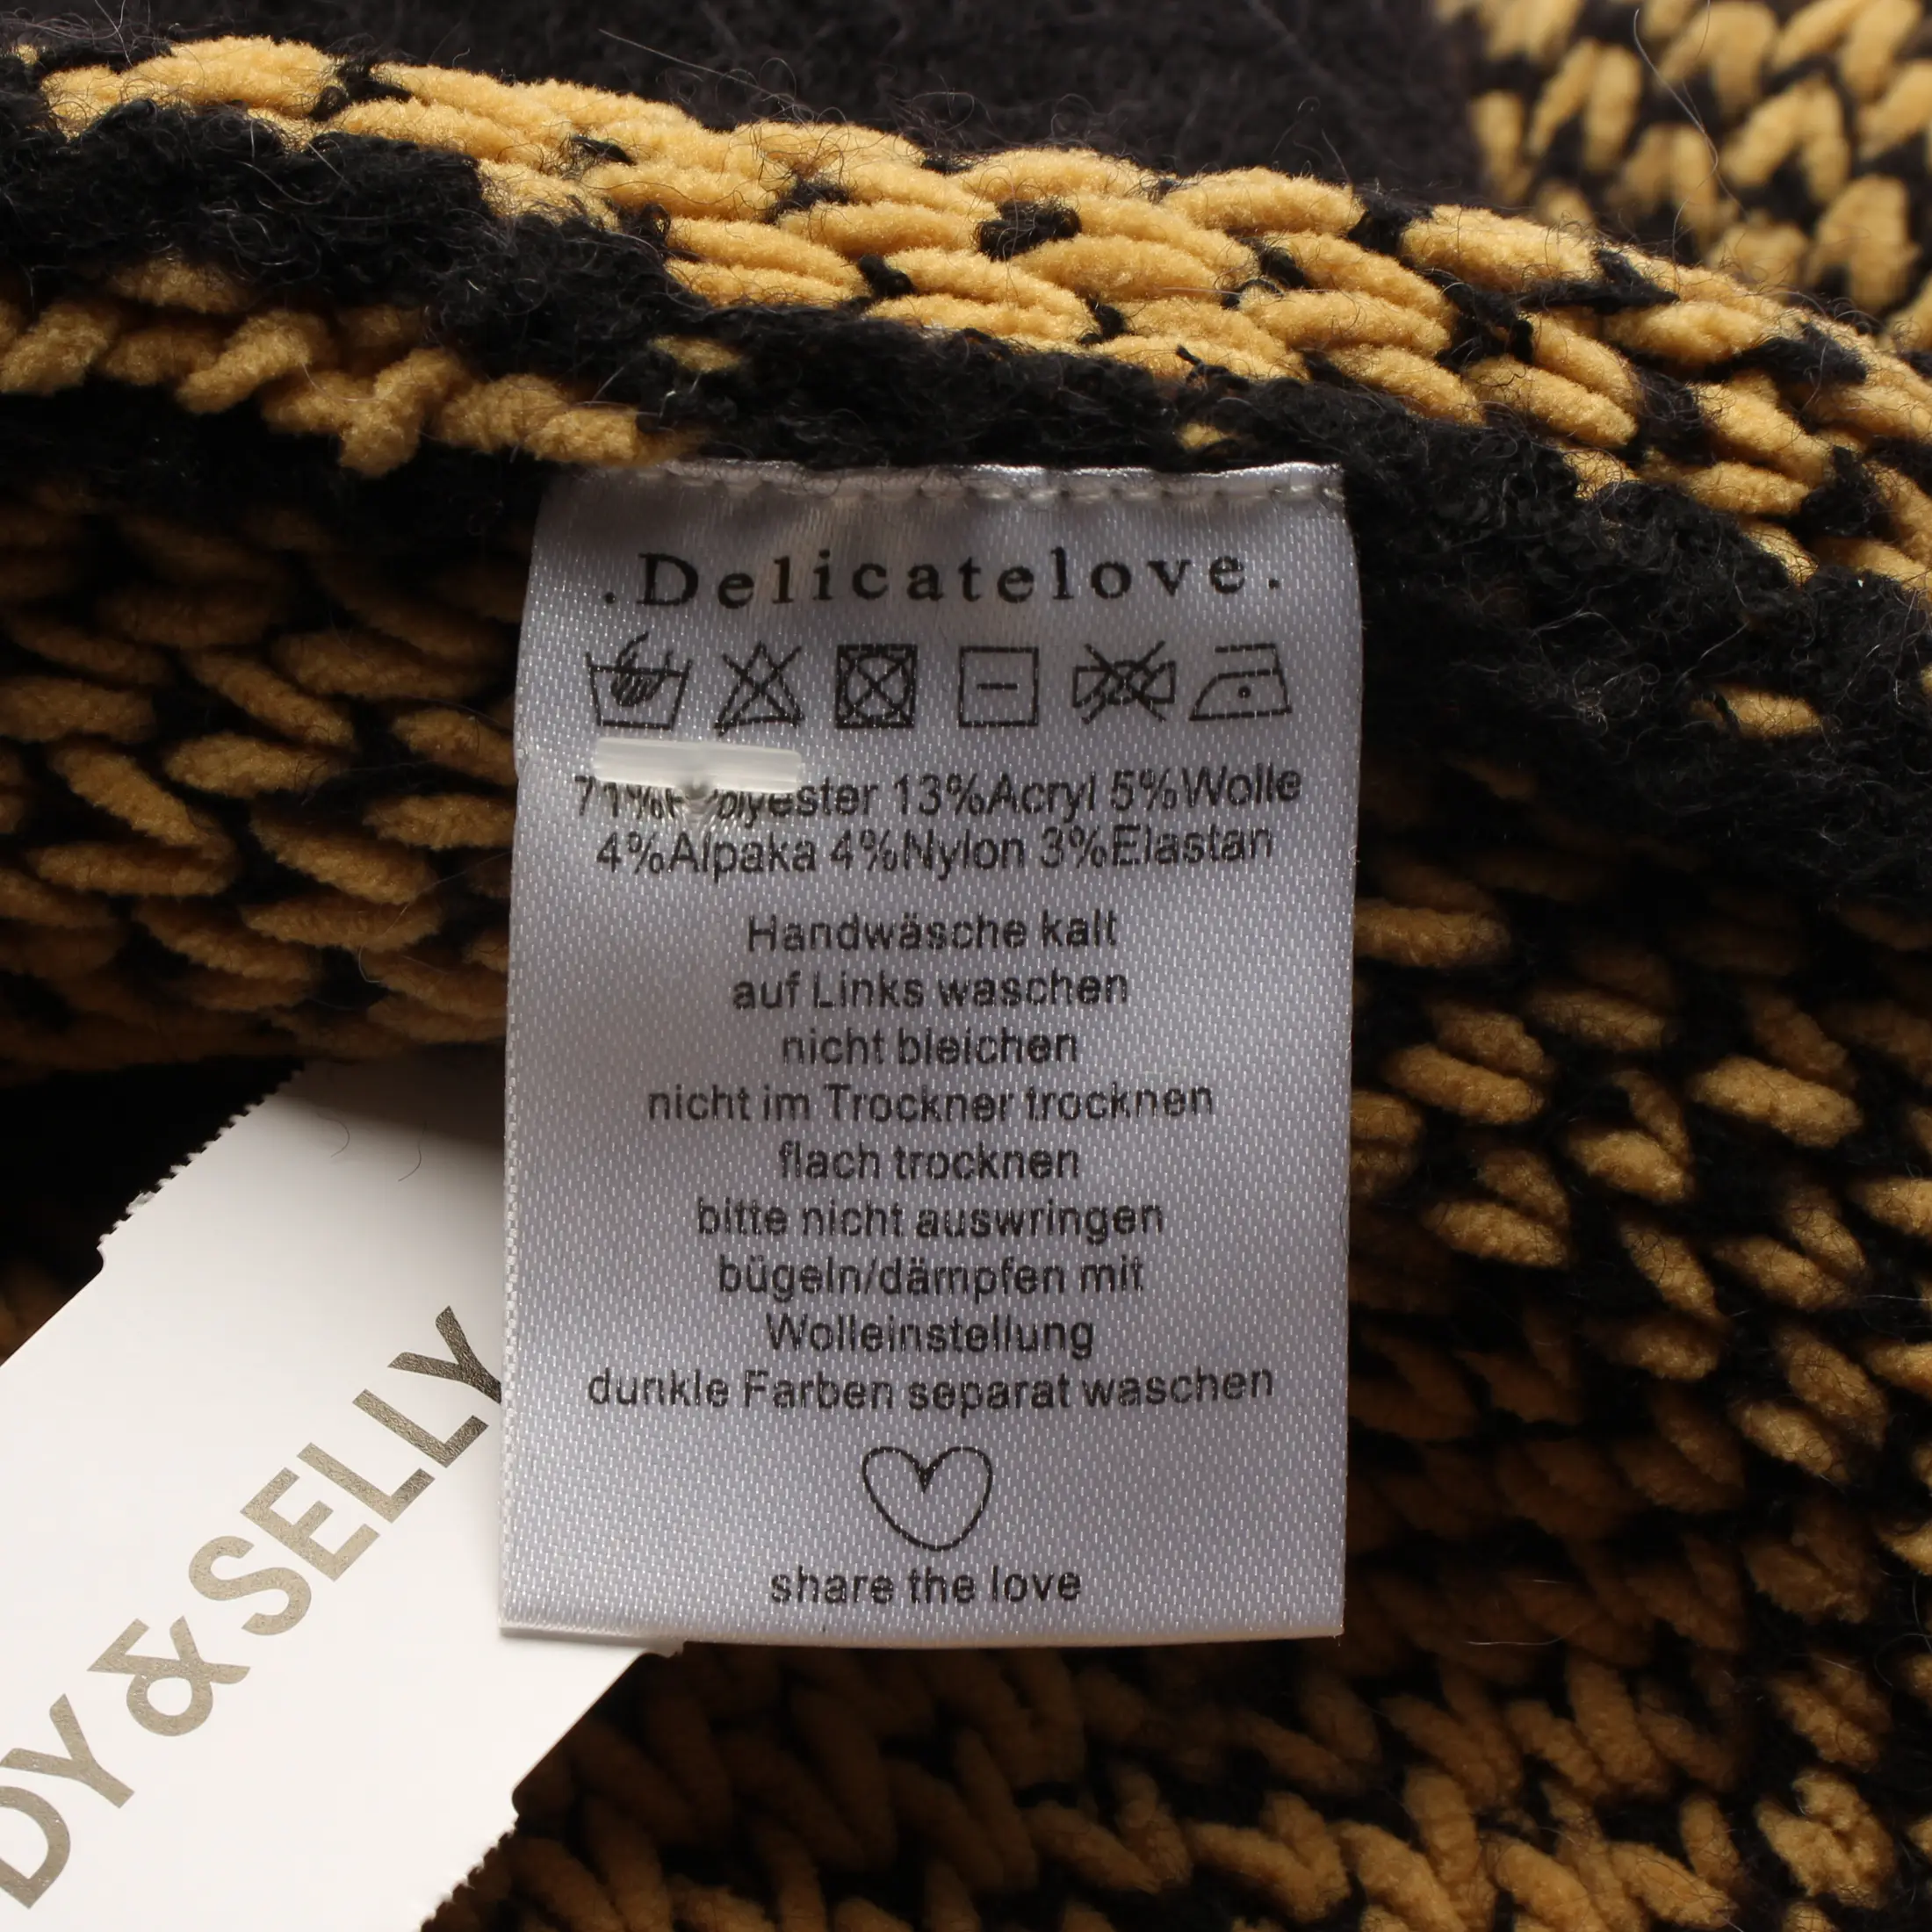 .Delicatelove.
71%Polyester 13%Acryl 5%Wolle
4%Alpaka 4%Nylon 3%Elastan
Handwäsche kalt
auf Links waschen
nicht bleichen
nicht im Trockner trocknen
flach trocknen
bitte nicht auswringen
bügeln/dämpfen mit
Wolleinstellung
dunkle Farben separat waschen
share the love
DY & SELLY